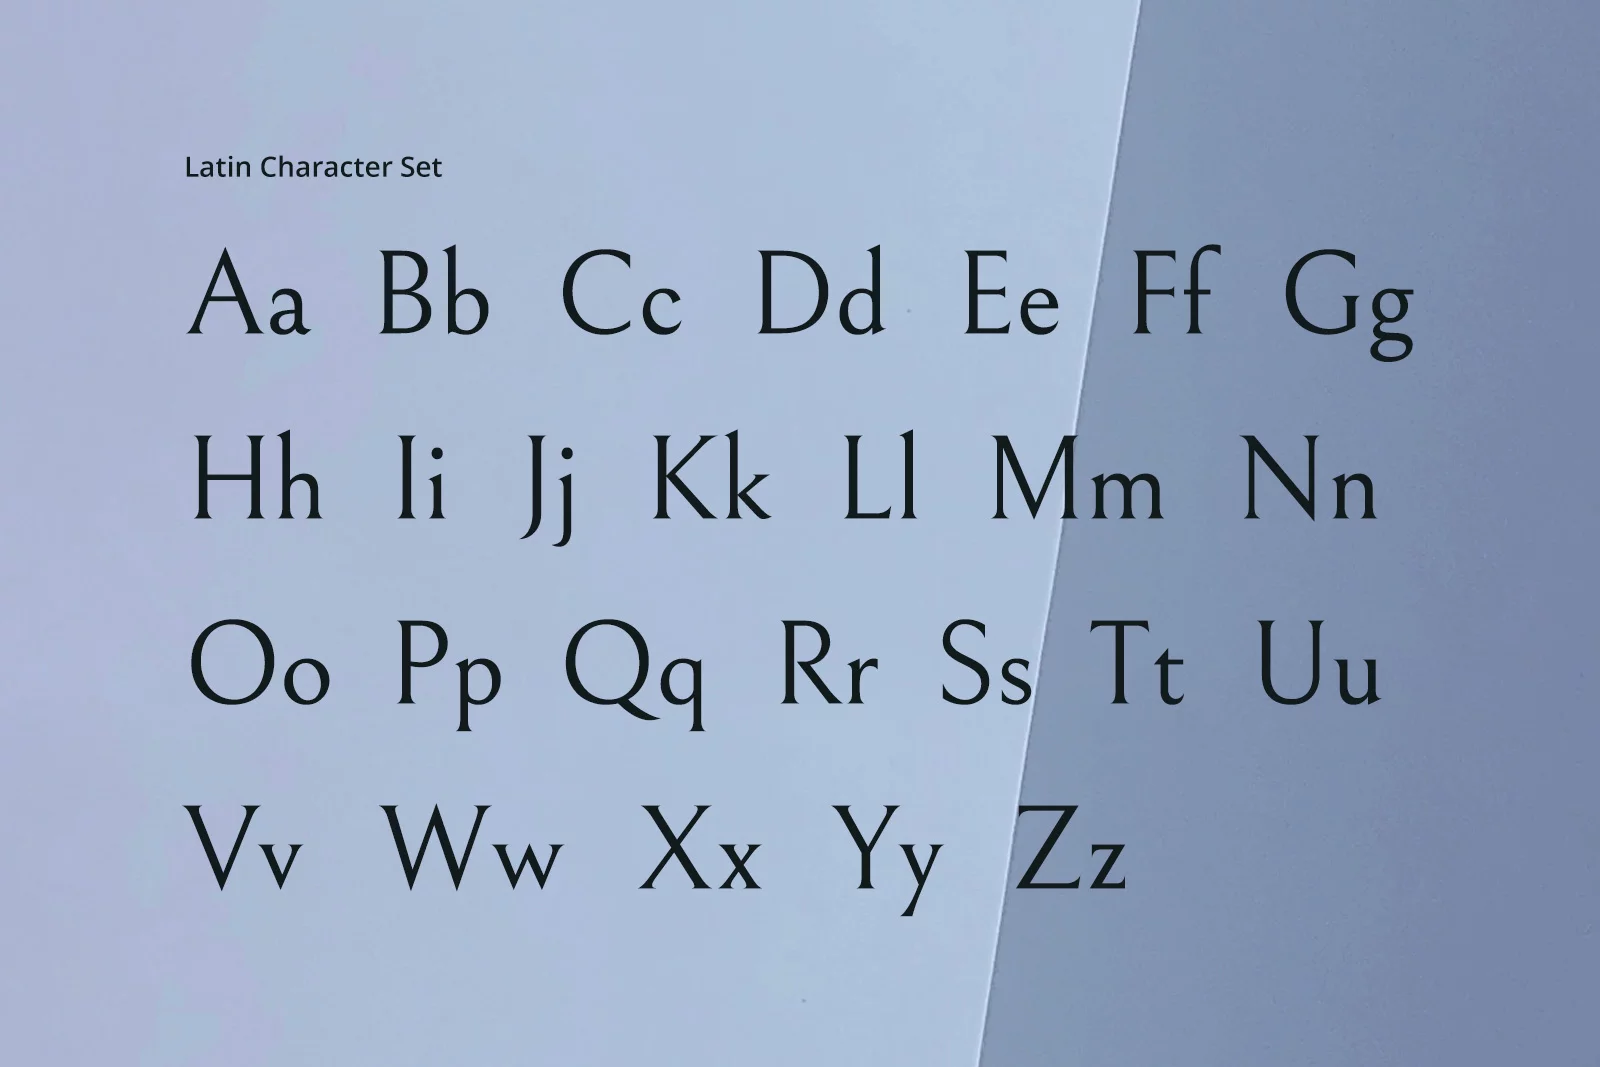 Latin Character Set
Aa Bb Cc Dd Ee Ff Gg
Hh Ii Jj Kk Ll Mm Nn
Oo Pp Qq Rr Ss Tt Uu
Vv Ww Xx Yy Zz